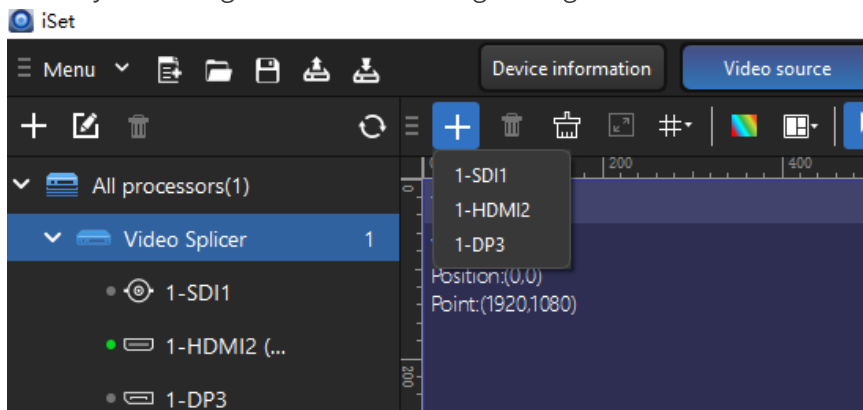 iSet
Menu
Device information
Video source
200
400
All processors(1)
1-SDI1
1-HDMI2
1-DP3
0
Video Splicer 1
Position:(0,0)
Point:(1920,1080)
1-SDI1
1-HDMI2 (...
200
1-DP3